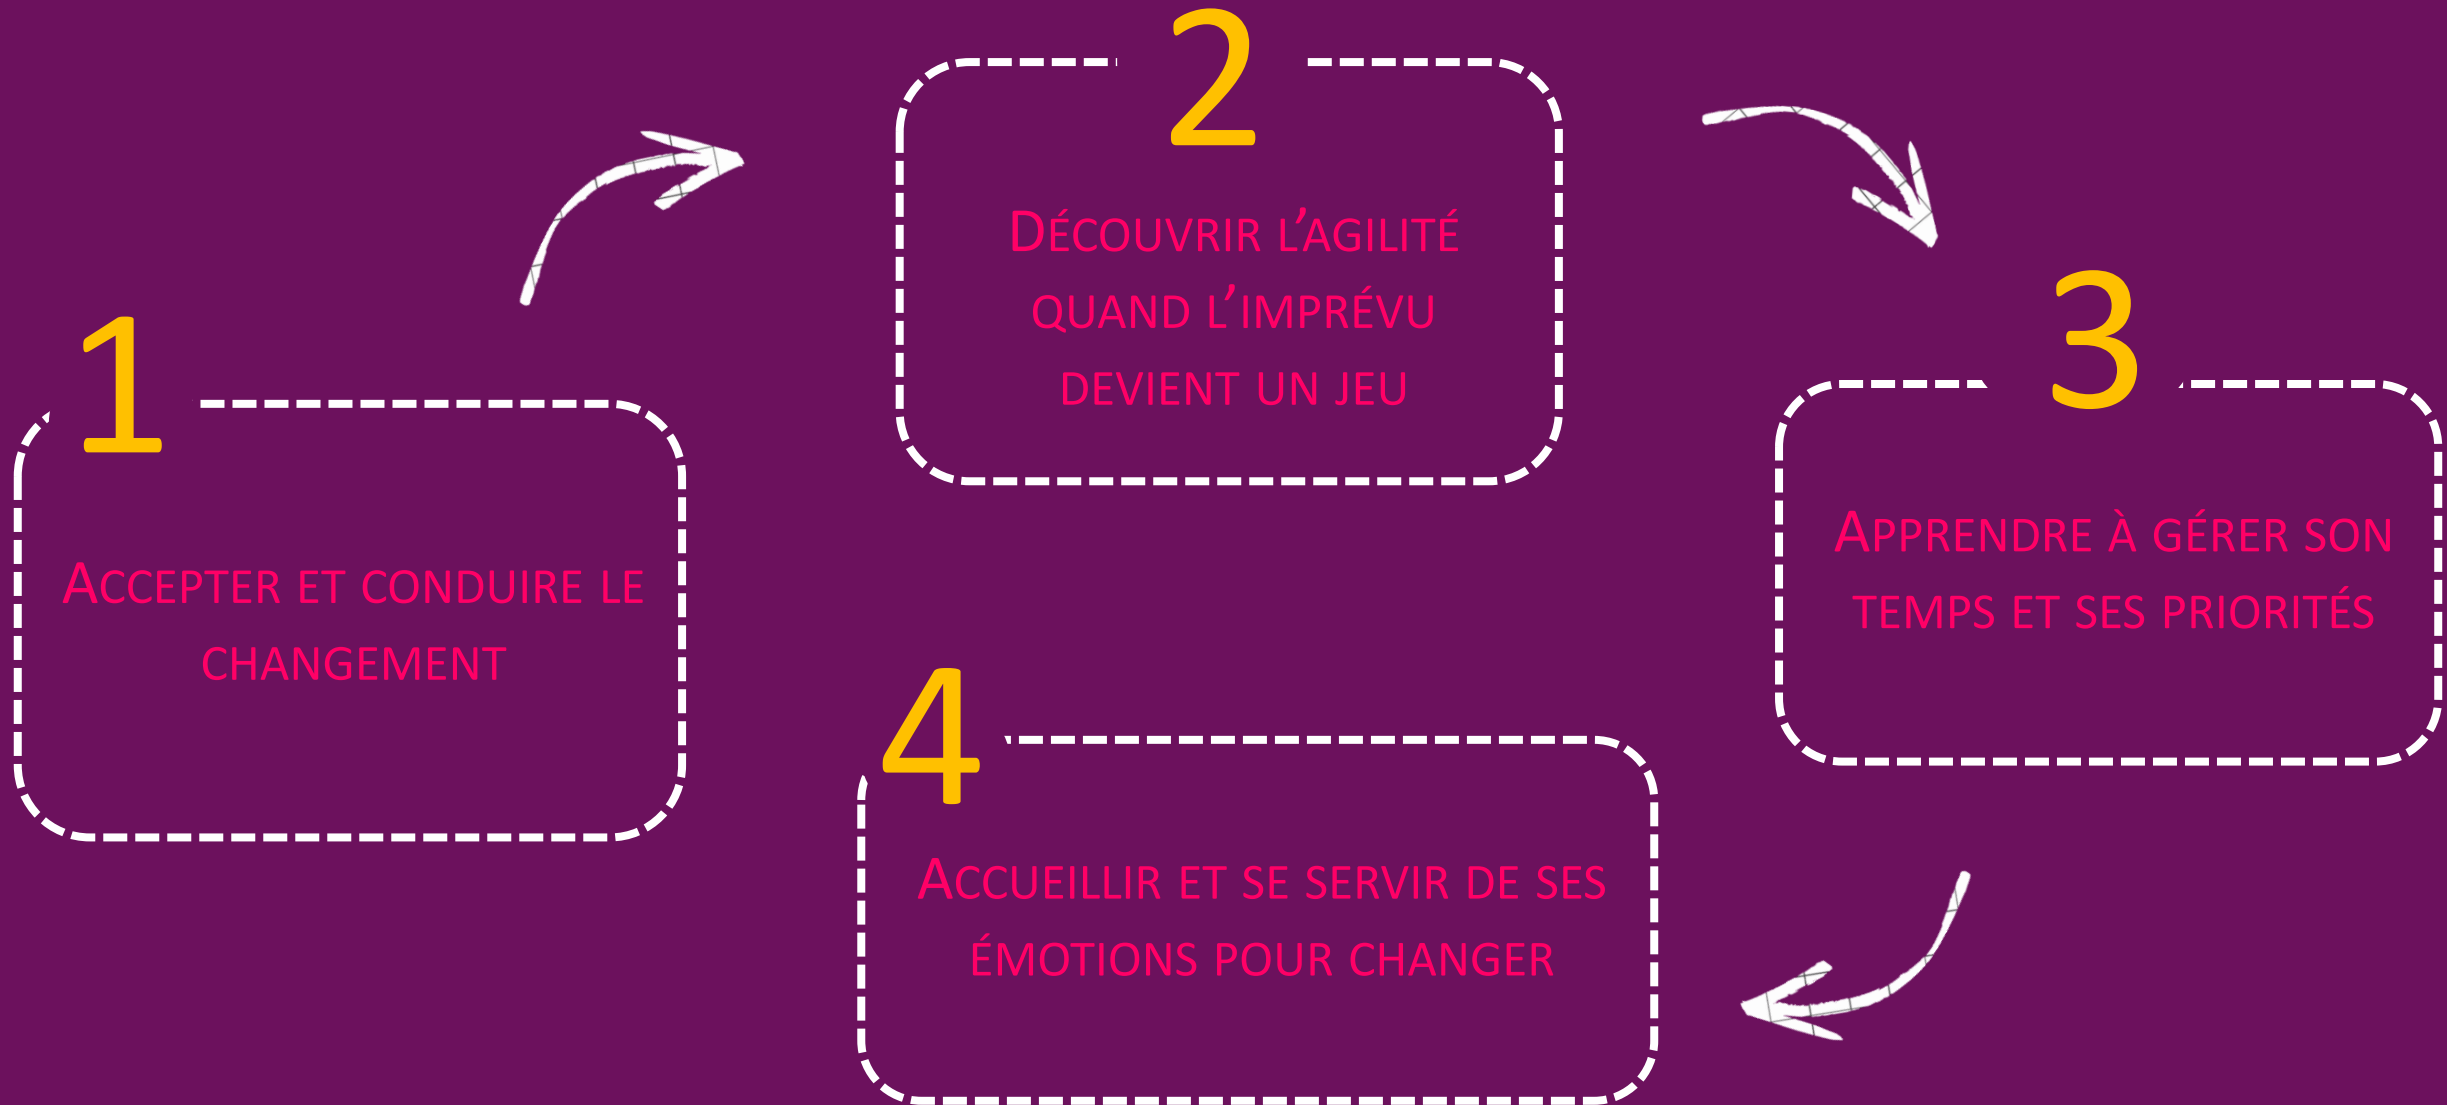 1
ACCEPTER ET CONDUIRE LE
CHANGEMENT
2
DÉCOUVRIR L’AGILITÉ
QUAND L’IMPRÉVU
DEVIENT UN JEU
3
APPRENDRE À GÉRER SON
TEMPS ET SES PRIORITÉS
4
ACCUEILLIR ET SE SERVIR DE SES
ÉMOTIONS POUR CHANGER